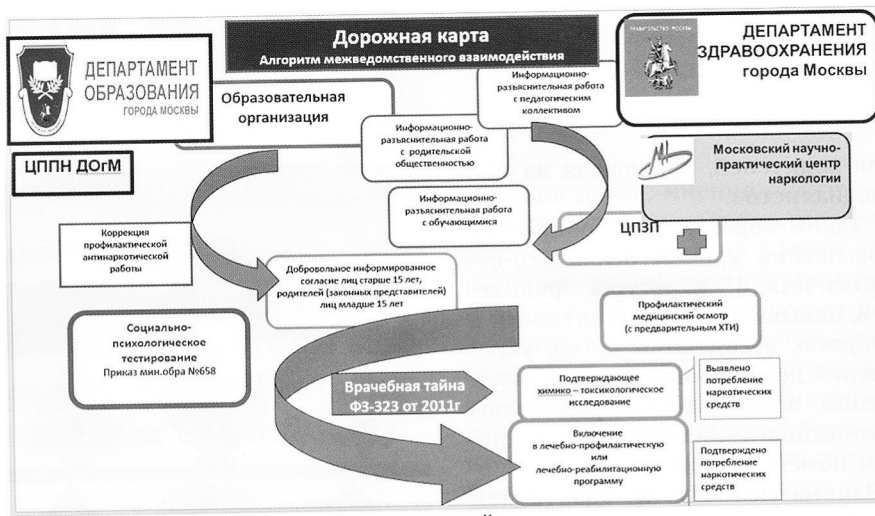 Дорожная карта
Алгоритм межведомственного взаимодействия
ДЕПАРТАМЕНТ
ОБРАЗОВАНИЯ
ГОРОДА МОСКВЫ
ПРАВИТЕЛЬСТВО МОСКВЫ
ДЕПАРТАМЕНТ
ЗДРАВООХРАНЕНИЯ
города Москвы
Образовательная
организация
Информационно-
разъяснительная работа
с педагогическим
коллективом
Информационно-
разъяснительная работа
с родительской
общественностью
ЦППН ДОгМ
Московский научно-
практический центр
наркологии
Информационно-
разъяснительная работа
с обучающимися
ЦПЗП
Коррекция
профилактической
антинаркотической
работы
Добровольное информированное
согласие лиц старше 15 лет,
родителей (законных представителей)
лиц младше 15 лет
Социально-
психологическое
тестирование
Приказ мин.обра №658
Профилактический
медицинский осмотр
(с предварительным ХТИ)
Врачебная тайна
ФЗ-323 от 2011г
Подтверждающее
химико – токсикологическое
исследование
Выявлено
потребление
наркотических
средств
Включение
в лечебно-профилактическую
или
лечебно-реабилитационную
программу
Подтверждено
потребление
наркотических
средств